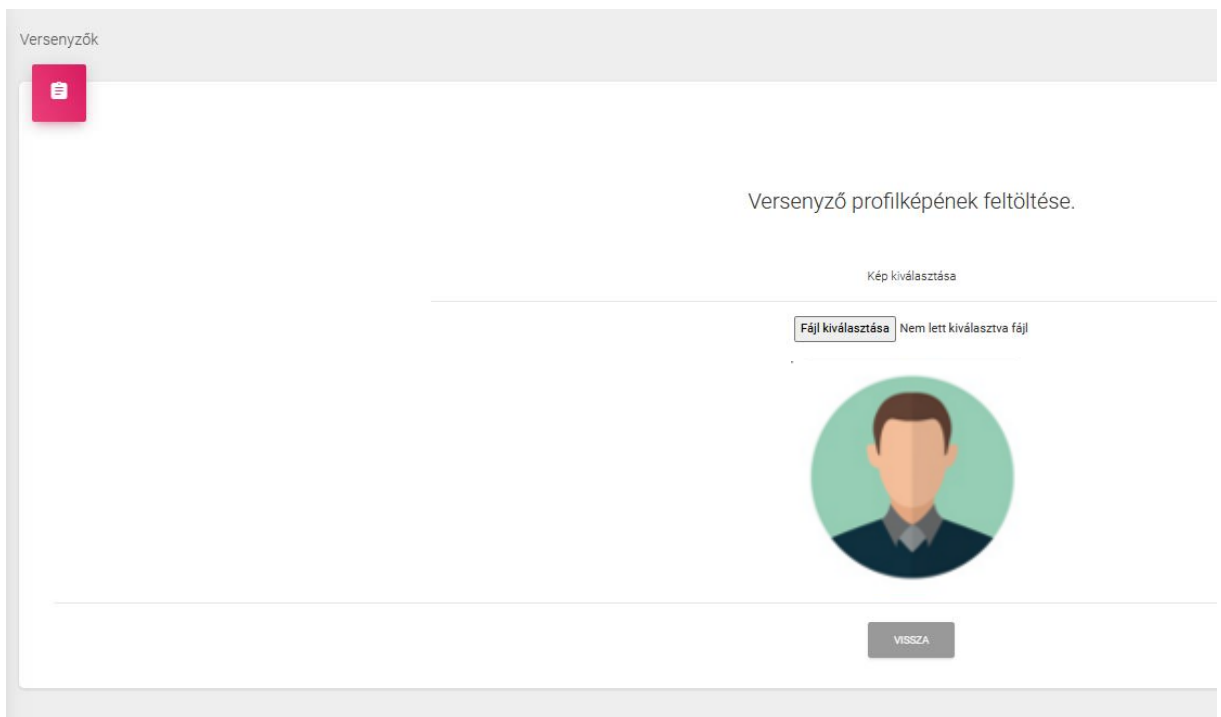 Versenyzők
Versenyző profilképének feltöltése.
Kép kiválasztása
Fájl kiválasztása Nem lett kiválasztva fájl
.
VISSZA